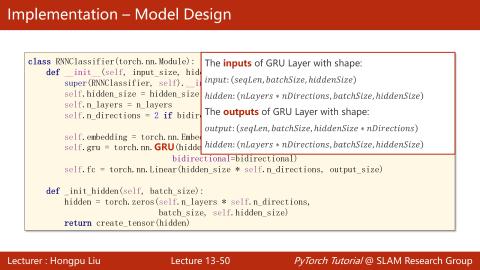 Implementation – Model Design
class RNNClassifier(torch.nn.Module):
def __init__(self, input_size, hid
super(RNNClassifier, self).__i
self.hidden_size = hidden_size
self.n_layers = n_layers
self.n_directions = 2 if bidir
self.embedding = torch.nn.Embe
self.gru = torch.nn.GRU(hidde
bidirectional=bidirectional)
self.fc = torch.nn.Linear(hidden_size * self.n_directions, output_size)
def _init_hidden(self, batch_size):
hidden = torch.zeros(self.n_layers * self.n_directions,
batch_size, self.hidden_size)
return create_tensor(hidden)
The inputs of GRU Layer with shape:
input: (seqLen, batchSize, hiddenSize)
hidden: (nLayers * nDirections, batchSize, hiddenSize)
The outputs of GRU Layer with shape:
output: (seqLen, batchSize, hiddenSize * nDirections)
hidden: (nLayers * nDirections, batchSize, hiddenSize)
Lecturer : Hongpu Liu
Lecture 13-50
PyTorch Tutorial @ SLAM Research Group